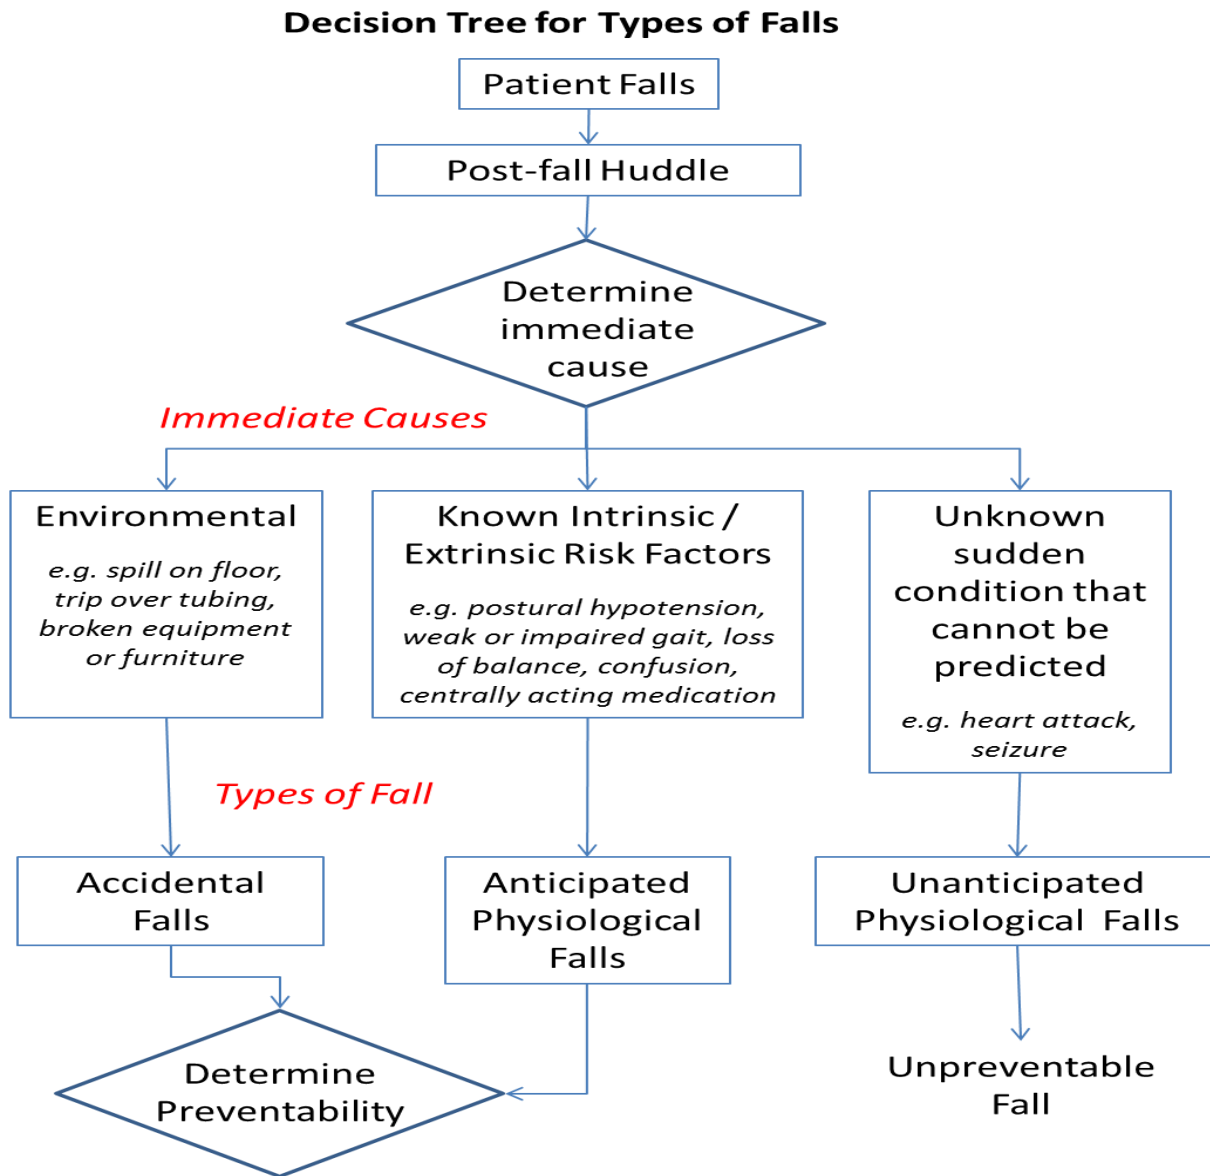 Decision Tree for Types of Falls
Patient Falls
Post-fall Huddle
Determine
immediate
cause
Immediate Causes
Environmental
e.g. spill on floor,
trip over tubing,
broken equipment
or furniture
Known Intrinsic /
Extrinsic Risk Factors
e.g. postural hypotension,
weak or impaired gait, loss
of balance, confusion,
centrally acting medication
Unknown
sudden
condition that
cannot be
predicted
e.g. heart attack,
seizure
Types of Fall
Accidental
Falls
Anticipated
Physiological
Falls
Unanticipated
Physiological Falls
Determine
Preventability
Unpreventable
Fall